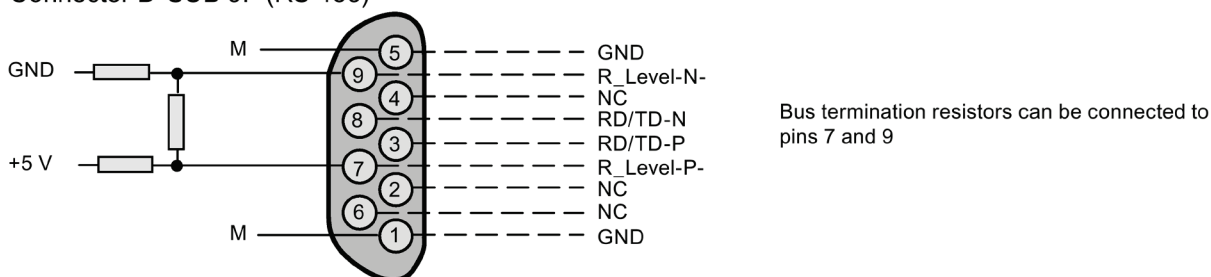 Connector D-SUB 9P (RS-485)
M
5
GND
GND
9
R_Level-N-
4
NC
8
RD/TD-N
3
RD/TD-P
+5 V
7
R_Level-P-
2
NC
6
NC
M
1
GND
Bus termination resistors can be connected to
pins 7 and 9